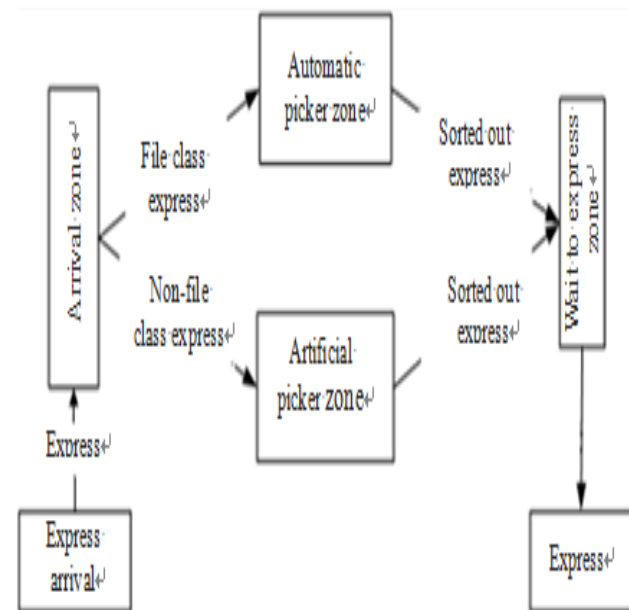 Automatic
picker zone
Arrival zone
File class
express
Sorted out
express
Wait to express
zone
Non-file
class express
Sorted out
express
Artificial
picker zone
Express
Express
arrival
Express